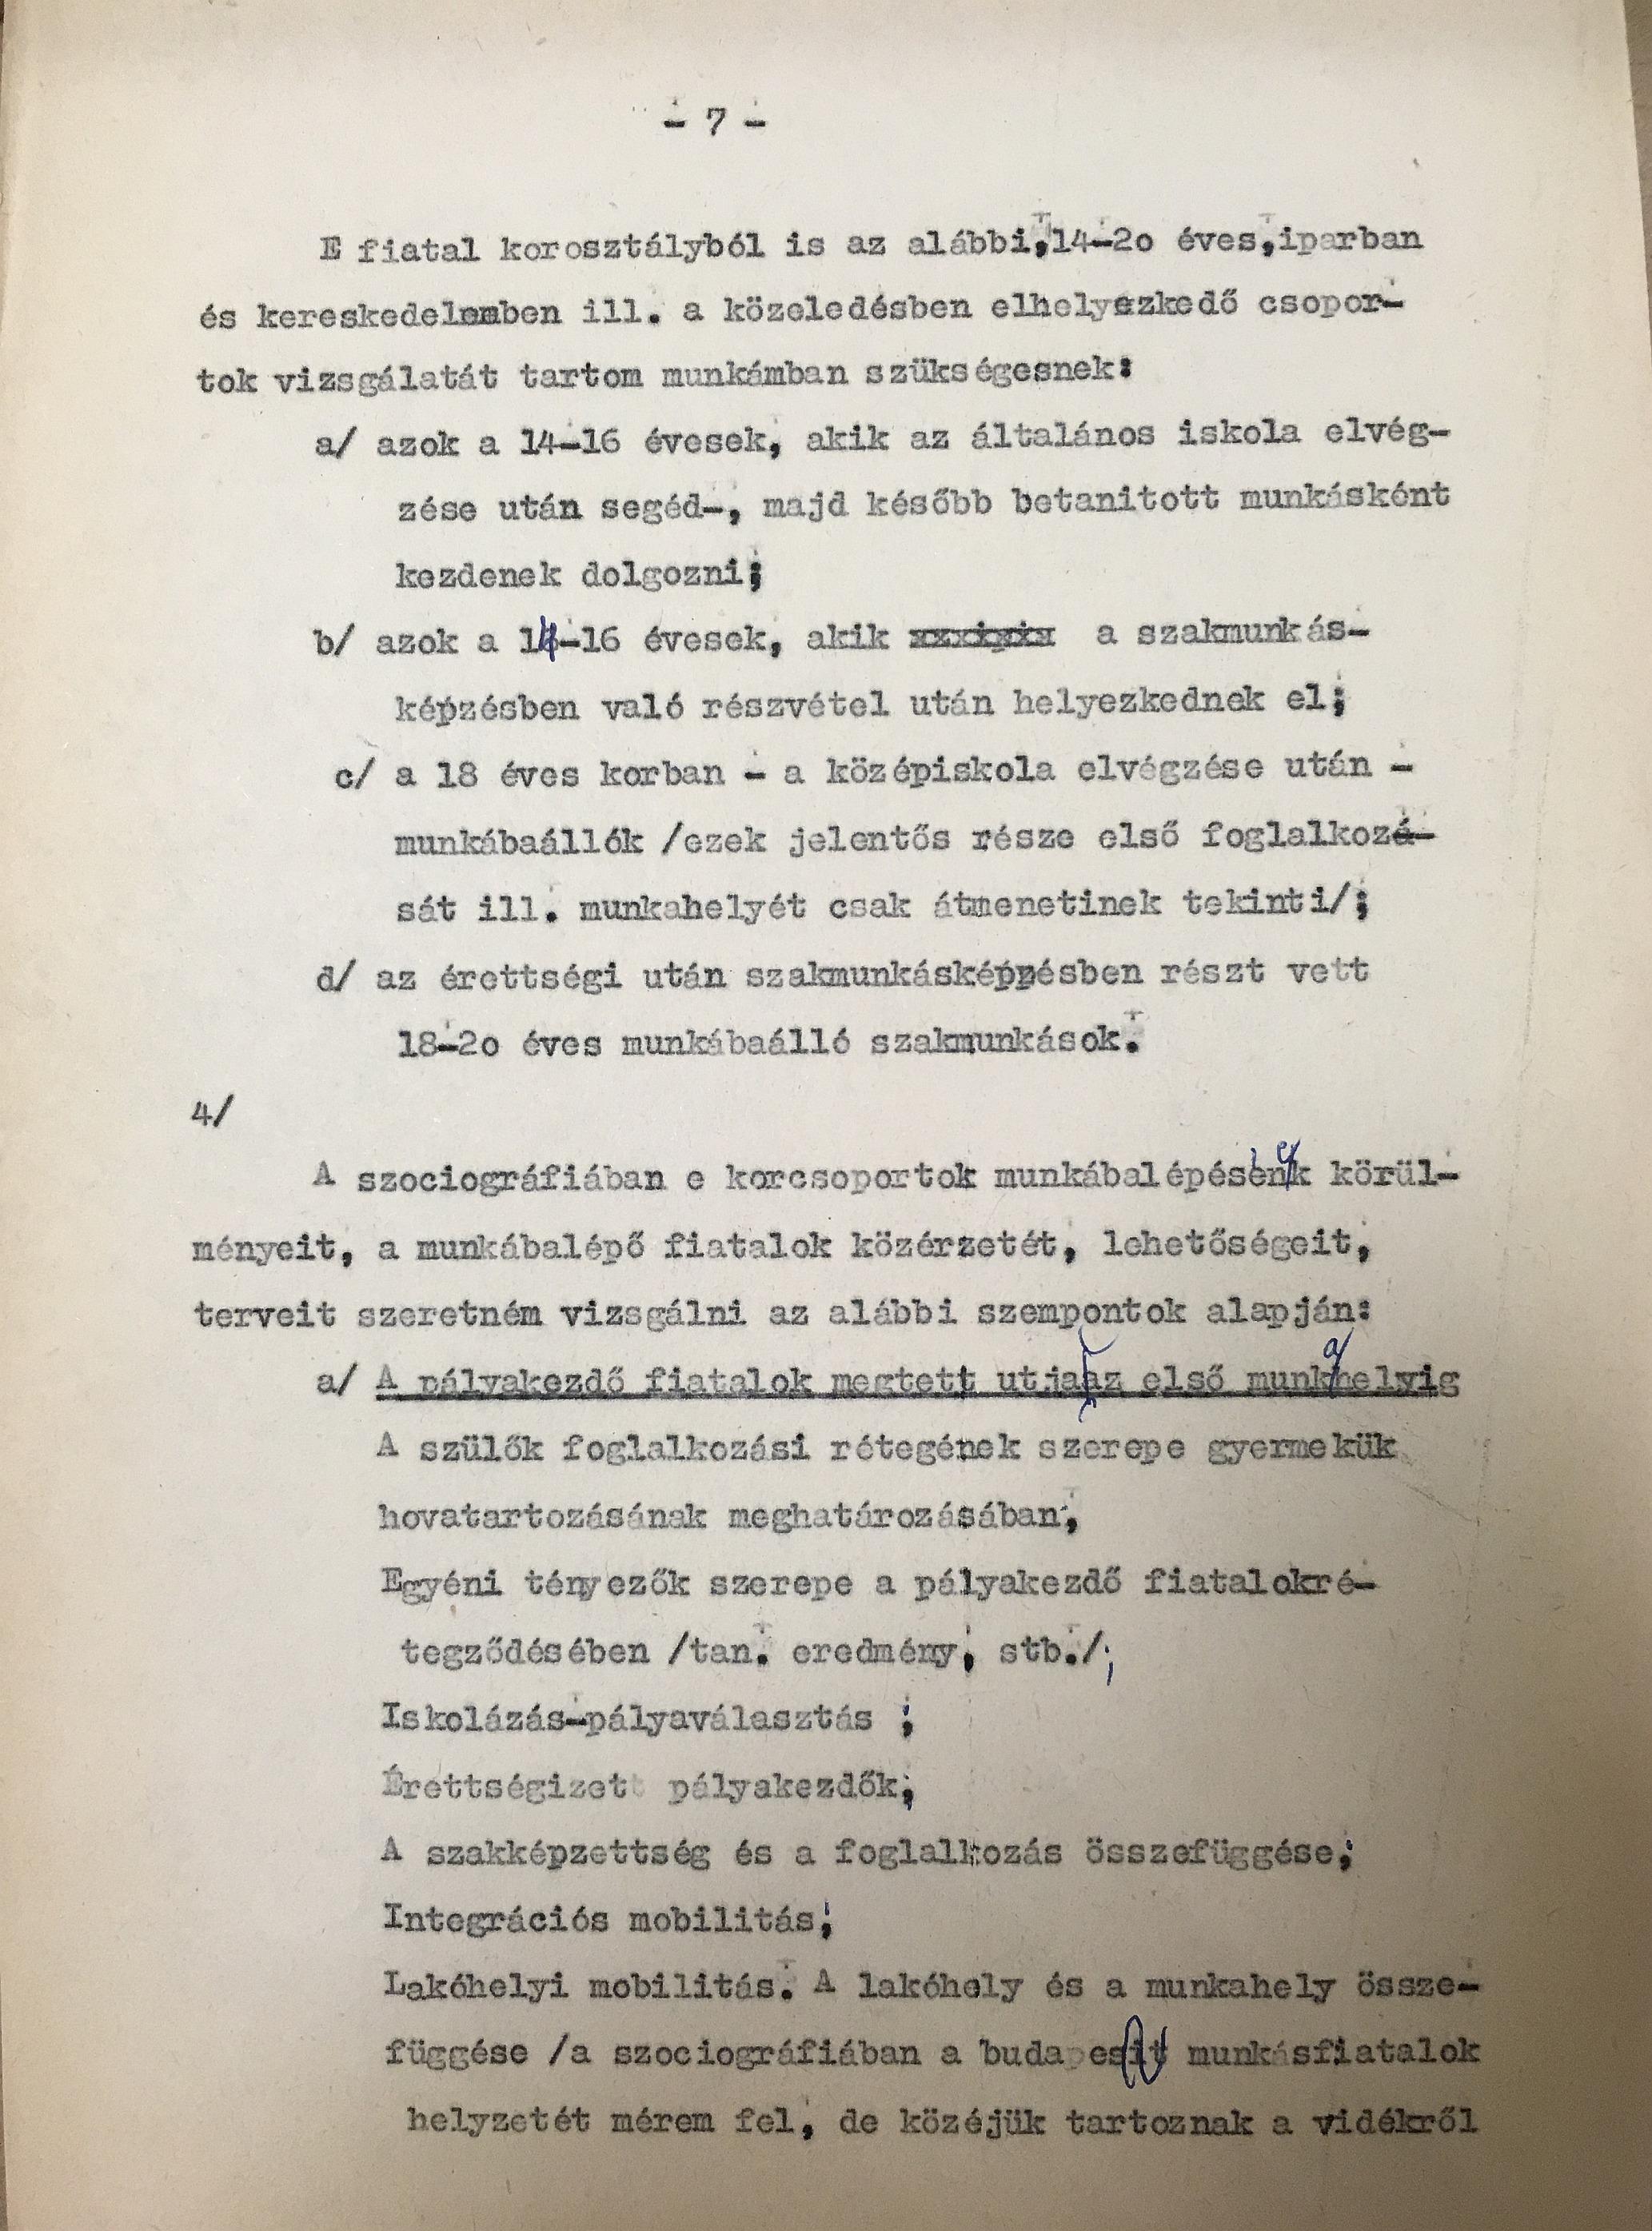 - 7 -
E fiatal korosztályból is az alábbi,14-2o éves,iparban
és kereskedelemben ill. a közeledésben elhelyezkedő csopor-
tok vizsgálatát tartom munkámban szükségesnek:
a/ azok a 14-16 évesek, akik az általános iskola elvég-
zése után segéd-, majd később betanitott munkásként
kezdenek dolgozni;
b/ azok a 14-16 évesek, akik a szakmunkás-
képzésben való részvétel után helyezkednek el;
c/ a 18 éves korban - a középiskola elvégzése után -
munkábaállók /ezek jelentős része első foglalkozá-
sát ill. munkahelyét csak átmenetinek tekinti/;
d/ az érettségi után szakmunkásképzésben részt vett
18-2o éves munkábaálló szakmunkások.
4/
A szociográfiában e korcsoportok munkábalépésének körül-
ményeit, a munkábalépő fiatalok közérzetét, lehetőségeit,
terveit szeretném vizsgálni az alábbi szempontok alapján:
a/ A pályakezdő fiatalok megtett utja az első munkahelyig
A szülők foglalkozási rétegének szerepe gyermekük
hovatartozásának meghatározásában;
Egyéni tényezők szerepe a pályakezdő fiatalokré-
tegződésében /tan. eredmény, stb./;
Iskolázás-pályaválasztás ;
Érettségizett pályakezdők;
A szakképzettség és a foglalkozás összefüggése;
Integrációs mobilitás;
Lakóhelyi mobilitás. A lakóhely és a munkahely össze-
függése /a szociográfiában a budapesti munkásfiatalok
helyzetét mérem fel, de közéjük tartoznak a vidékről